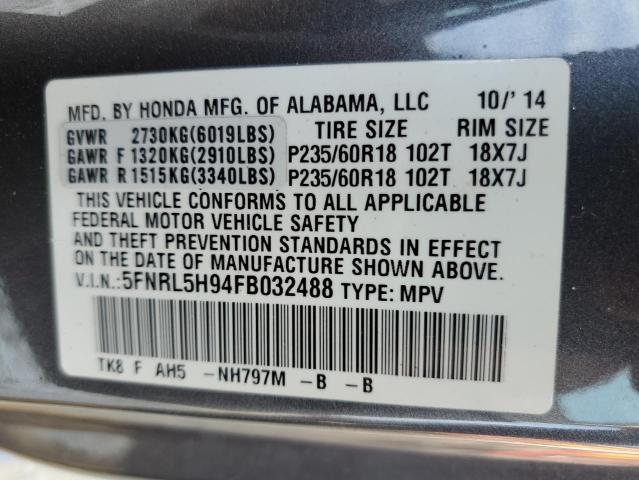 MFD. BY HONDA MFG. OF ALABAMA, LLC 10/'14
GVWR 2730KG(6019LBS) TIRE SIZE RIM SIZE
GAWR F 1320KG(2910LBS) P235/60R18 102T 18X7J
GAWR R 1515KG(3340LBS) P235/60R18 102T 18X7J
THIS VEHICLE CONFORMS TO ALL APPLICABLE
FEDERAL MOTOR VEHICLE SAFETY
AND THEFT PREVENTION STANDARDS IN EFFECT
ON THE DATE OF MANUFACTURE SHOWN ABOVE.
V.I.N.:5FNRL5H94FB032488 TYPE: MPV
TK8 F AH5 -NH797M -B -B